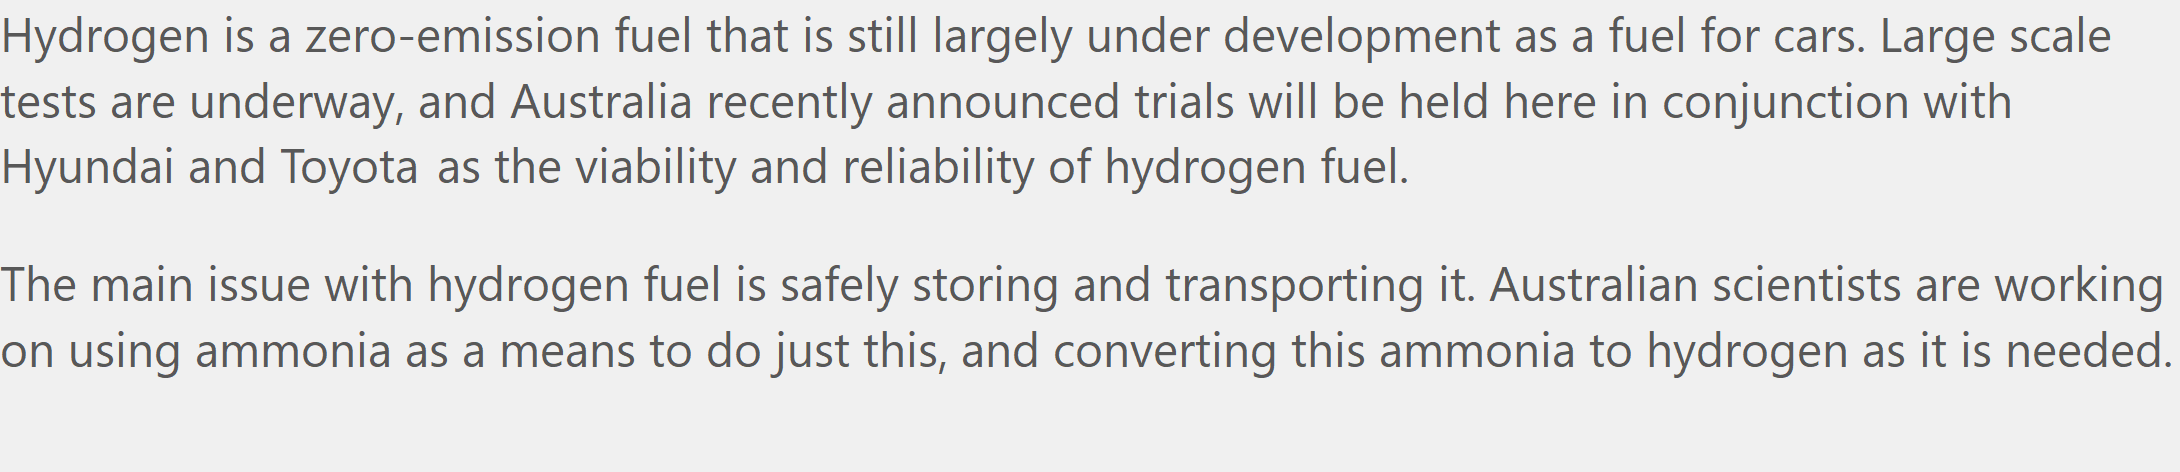 Hydrogen is a zero-emission fuel that is still largely under development as a fuel for cars. Large scale
tests are underway, and Australia recently announced trials will be held here in conjunction with
Hyundai and Toyota as the viability and reliability of hydrogen fuel.
The main issue with hydrogen fuel is safely storing and transporting it. Australian scientists are working
on using ammonia as a means to do just this, and converting this ammonia to hydrogen as it is needed.